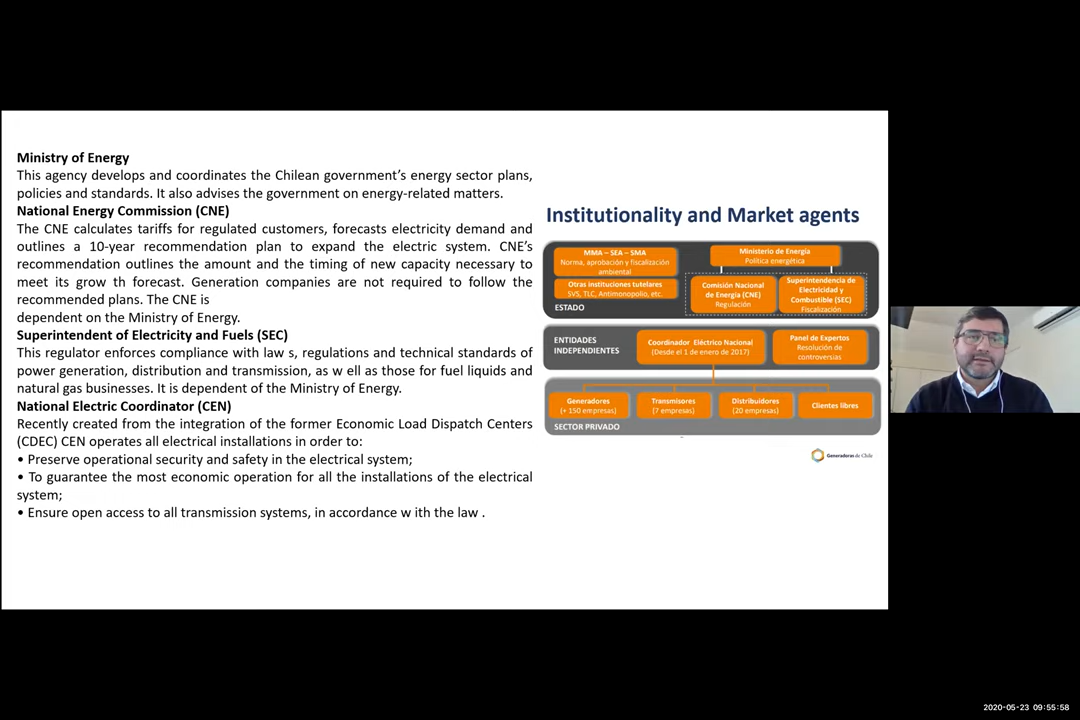 Ministry of Energy
This agency develops and coordinates the Chilean government's energy sector plans,
policies and standards. It also advises the government on energy-related matters.
National Energy Commission (CNE)
The CNE calculates tariffs for regulated customers, forecasts electricity demand and
outlines a 10-year recommendation plan to expand the electric system. CNE's
recommendation outlines the amount and the timing of new capacity necessary to
meet its grow th forecast. Generation companies are not required to follow the
recommended plans. The CNE is
dependent on the Ministry of Energy.
Superintendent of Electricity and Fuels (SEC)
This regulator enforces compliance with law s, regulations and technical standards of
power generation, distribution and transmission, as w ell as those for fuel liquids and
natural gas businesses. It is dependent of the Ministry of Energy.
National Electric Coordinator (CEN)
Recently created from the integration of the former Economic Load Dispatch Centers
(CDEC) CEN operates all electrical installations in order to:
• Preserve operational security and safety in the electrical system;
• To guarantee the most economic operation for all the installations of the electrical
system;
• Ensure open access to all transmission systems, in accordance w ith the law .
Institutionality and Market agents
MMA – SEA – SMA
Norma, aprobación y fiscalización
ambiental
Otras instituciones tutelares
SVS, TLC, Antimonopolio, etc.
ESTADO
Ministerio de Energía
Política energética
Comisión Nacional
de Energía (CNE)
Regulación
Superintendencia de
Electricidad y
Combustible (SEC)
Fiscalización
ENTIDADES
INDEPENDIENTES
Coordinador Eléctrico Nacional
(Desde el 1 de enero de 2017)
Panel de Expertos
Resolución de
controversias
Generadores
(+ 150 empresas)
Transmisores
(7 empresas)
Distribuidores
(20 empresas)
Clientes libres
SECTOR PRIVADO
Generadoras de Chile
2020-05-23 09:55:58